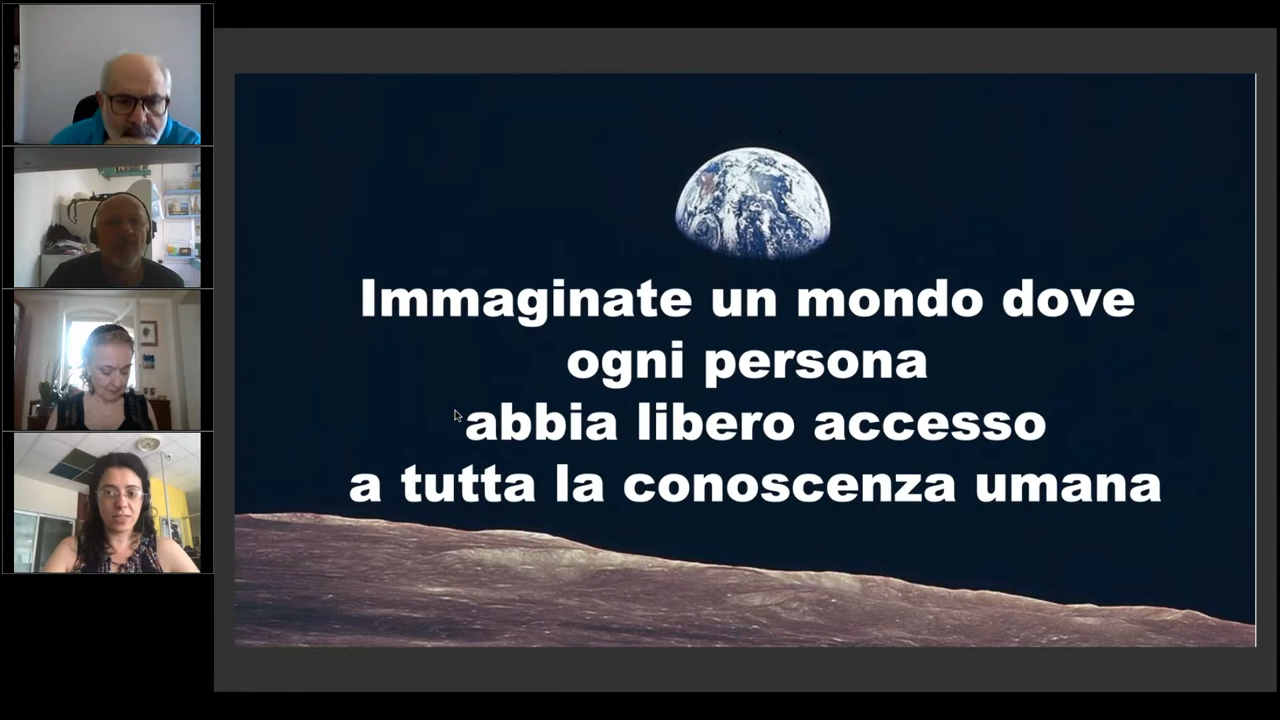 Immaginate un mondo dove
ogni persona
abbia libero accesso
a tutta la conoscenza umana